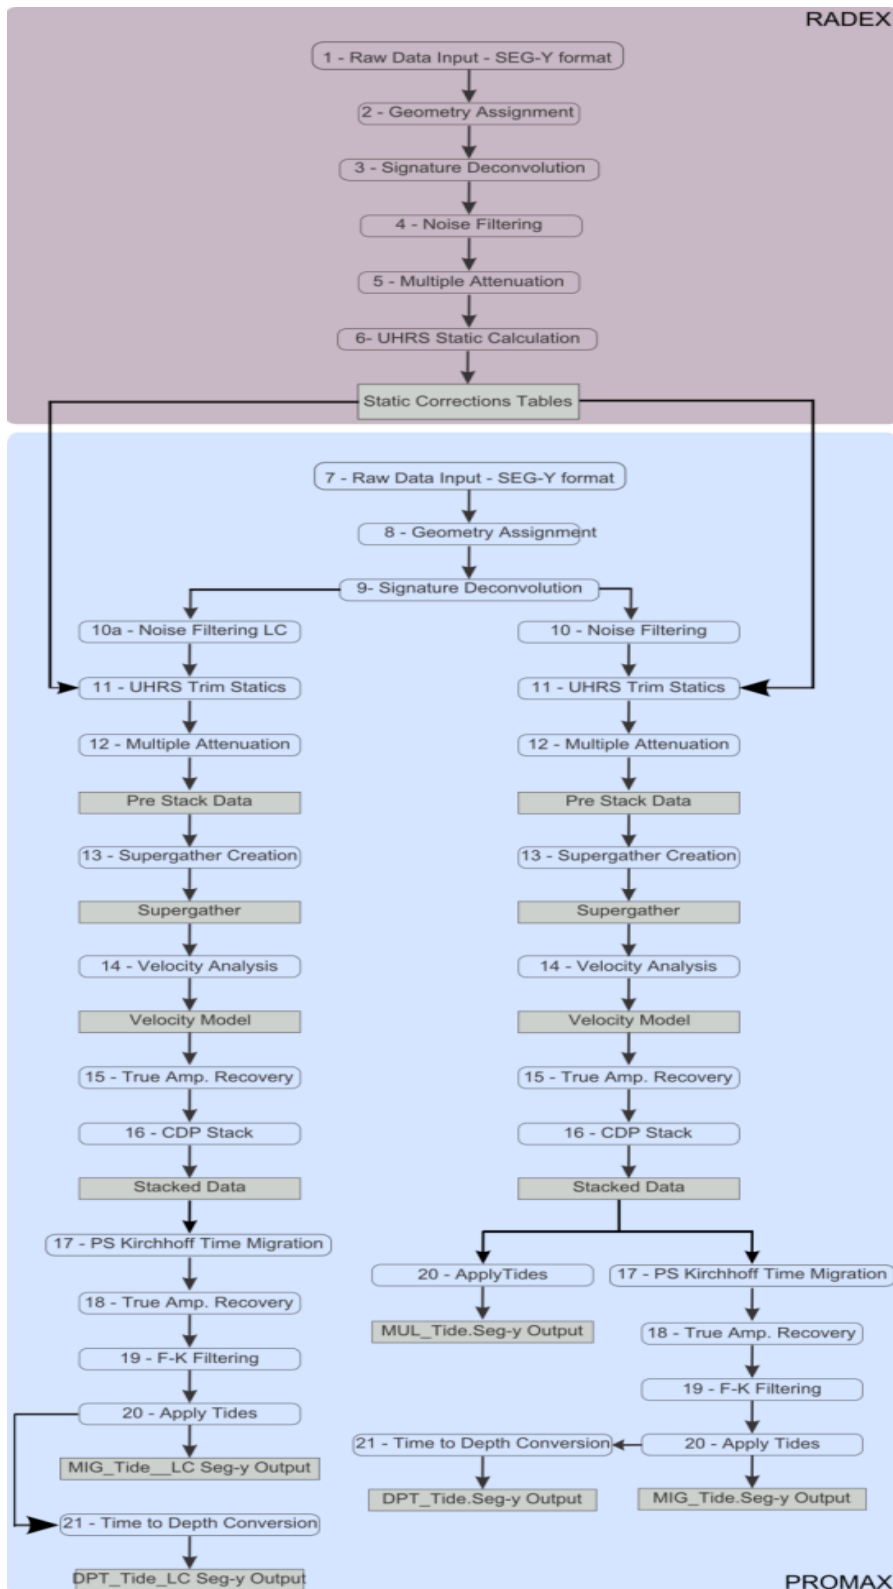 RADEX
1 - Raw Data Input - SEG-Y format
2 - Geometry Assignment
3 - Signature Deconvolution
4 - Noise Filtering
5 - Multiple Attenuation
6- UHRS Static Calculation
Static Corrections Tables
7 - Raw Data Input - SEG-Y format
8 - Geometry Assignment
9- Signature Deconvolution
10a - Noise Filtering LC
11 - UHRS Trim Statics
12 - Multiple Attenuation
Pre Stack Data
13 - Supergather Creation
Supergather
14 - Velocity Analysis
Velocity Model
15 - True Amp. Recovery
16 - CDP Stack
Stacked Data
17 - PS Kirchhoff Time Migration
18 - True Amp. Recovery
19 - F-K Filtering
20 - Apply Tides
MIG_Tide__LC Seg-y Output
21 - Time to Depth Conversion
DPT_Tide_LC Seg-y Output
10 - Noise Filtering
11 - UHRS Trim Statics
12 - Multiple Attenuation
Pre Stack Data
13 - Supergather Creation
Supergather
14 - Velocity Analysis
Velocity Model
15 - True Amp. Recovery
16 - CDP Stack
Stacked Data
20 - ApplyTides
MUL_Tide.Seg-y Output
17 - PS Kirchhoff Time Migration
18 - True Amp. Recovery
19 - F-K Filtering
20 - Apply Tides
MIG_Tide.Seg-y Output
21 - Time to Depth Conversion
DPT_Tide.Seg-y Output
PROMAX